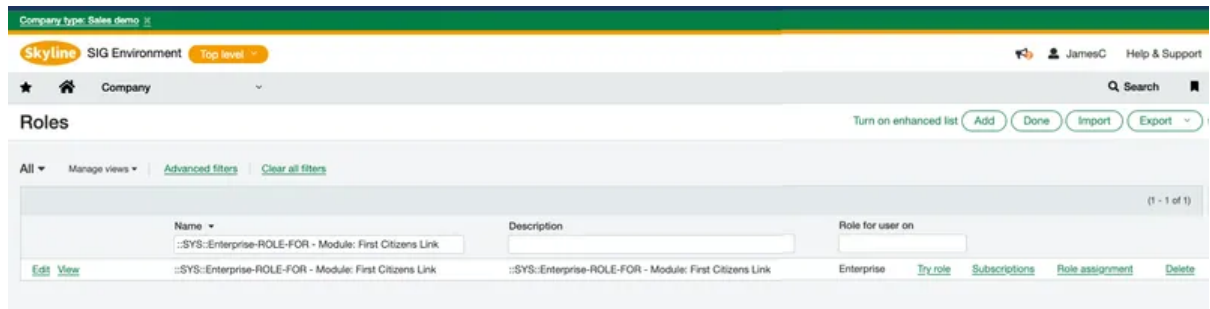 Company type: Sales demo
Skyline SIG Environment Top level JamesC Help & Support
Company Search
Roles Turn on enhanced list Add Done Import Export
All Manage views Advanced filters Clear all filters
(1 - 1 of 1)
Name Description Role for user on
::SYS::Enterprise-ROLE-FOR - Module: First Citizens Link
Edit View ::SYS::Enterprise-ROLE-FOR - Module: First Citizens Link ::SYS::Enterprise-ROLE-FOR - Module: First Citizens Link Enterprise Try role Subscriptions Role assignment Delete